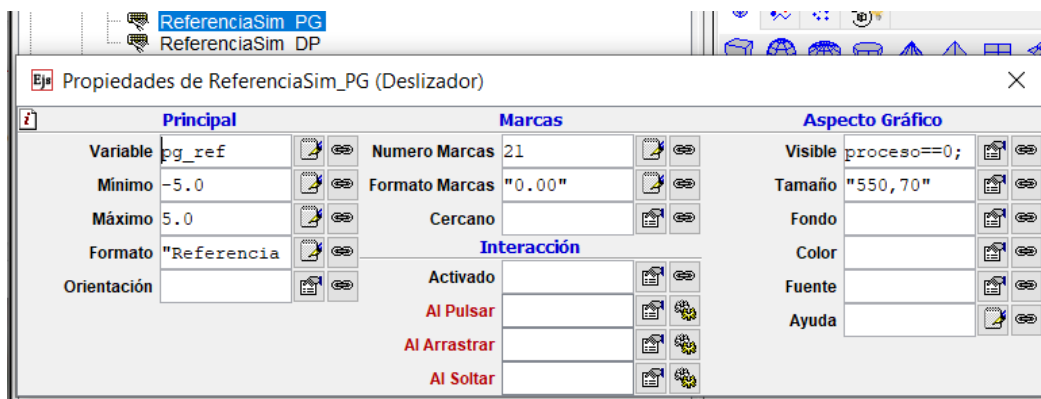 ReferenciaSim_PG
ReferenciaSim_DP
Ejs Propiedades de ReferenciaSim_PG (Deslizador)
i Principal Marcas Aspecto Gráfico
Variable pg_ref Numero Marcas 21 Visible proceso==0;
Mínimo -5.0 Formato Marcas "0.00" Tamaño "550,70"
Máximo 5.0 Cercano Fondo
Formato "Referencia Interacción Color
Orientación Activado Fuente
Al Pulsar Ayuda
Al Arrastrar
Al Soltar